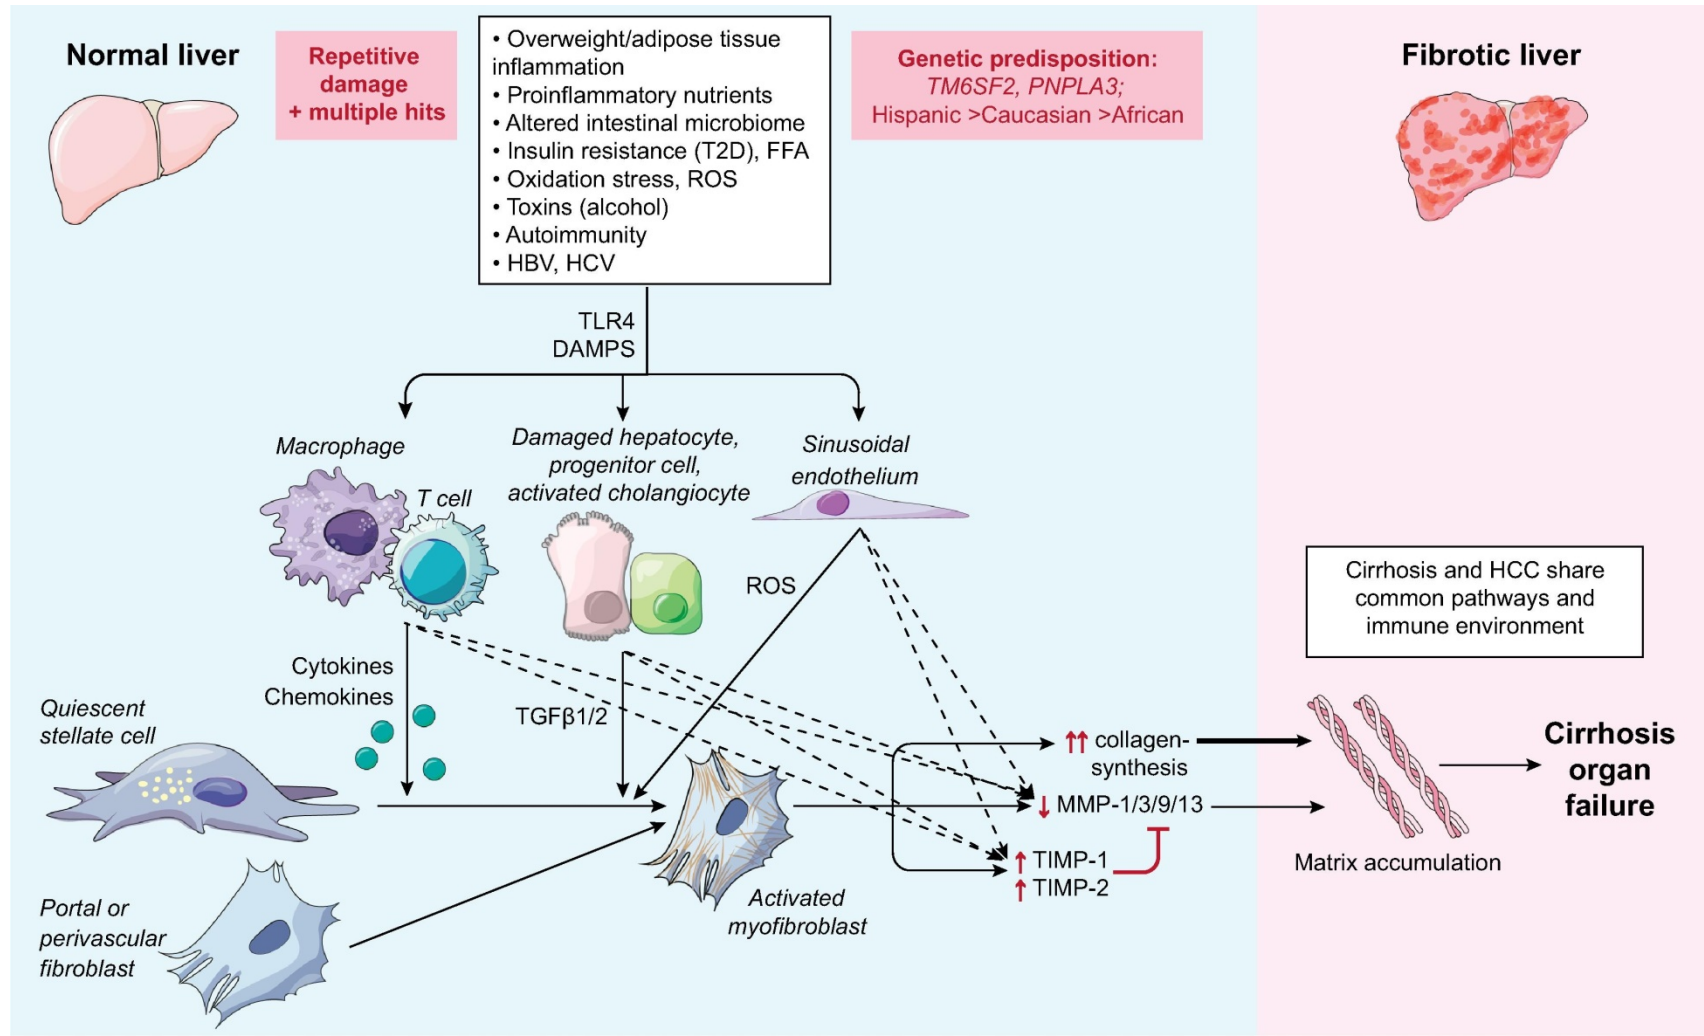 Normal liver
Repetitive
damage
+ multiple hits
• Overweight/adipose tissue
inflammation
• Proinflammatory nutrients
• Altered intestinal microbiome
• Insulin resistance (T2D), FFA
• Oxidation stress, ROS
• Toxins (alcohol)
• Autoimmunity
• HBV, HCV
Genetic predisposition:
TM6SF2, PNPLA3;
Hispanic >Caucasian >African
Fibrotic liver
TLR4
DAMPS
Macrophage
T cell
Damaged hepatocyte,
progenitor cell,
activated cholangiocyte
Sinusoidal
endothelium
ROS
Cytokines
Chemokines
TGFβ1/2
Quiescent
stellate cell
Portal or
perivascular
fibroblast
Activated
myofibroblast
↑↑ collagen-
synthesis
↓ MMP-1/3/9/13
↑ TIMP-1
↑ TIMP-2
Cirrhosis and HCC share
common pathways and
immune environment
Matrix accumulation
Cirrhosis
organ
failure